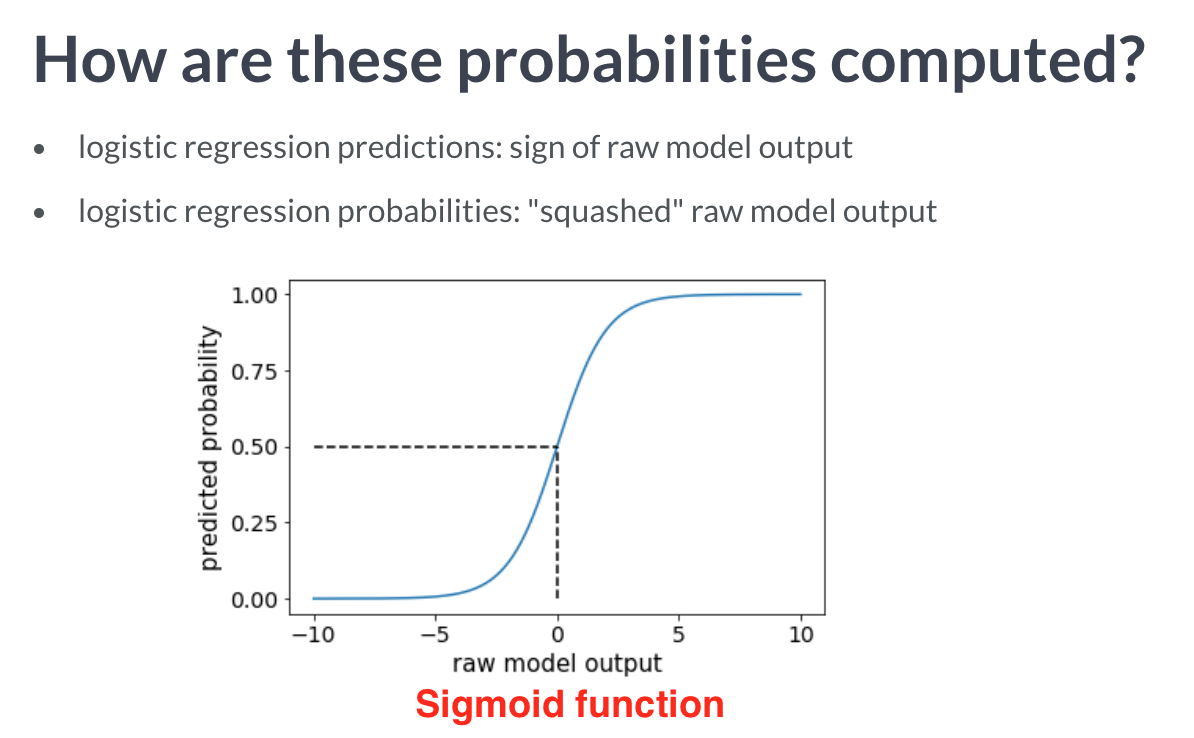 How are these probabilities computed?
• logistic regression predictions: sign of raw model output
• logistic regression probabilities: "squashed" raw model output
1.00
0.75
0.50
0.25
0.00
predicted probability
−10
−5
0
5
10
raw model output
Sigmoid function